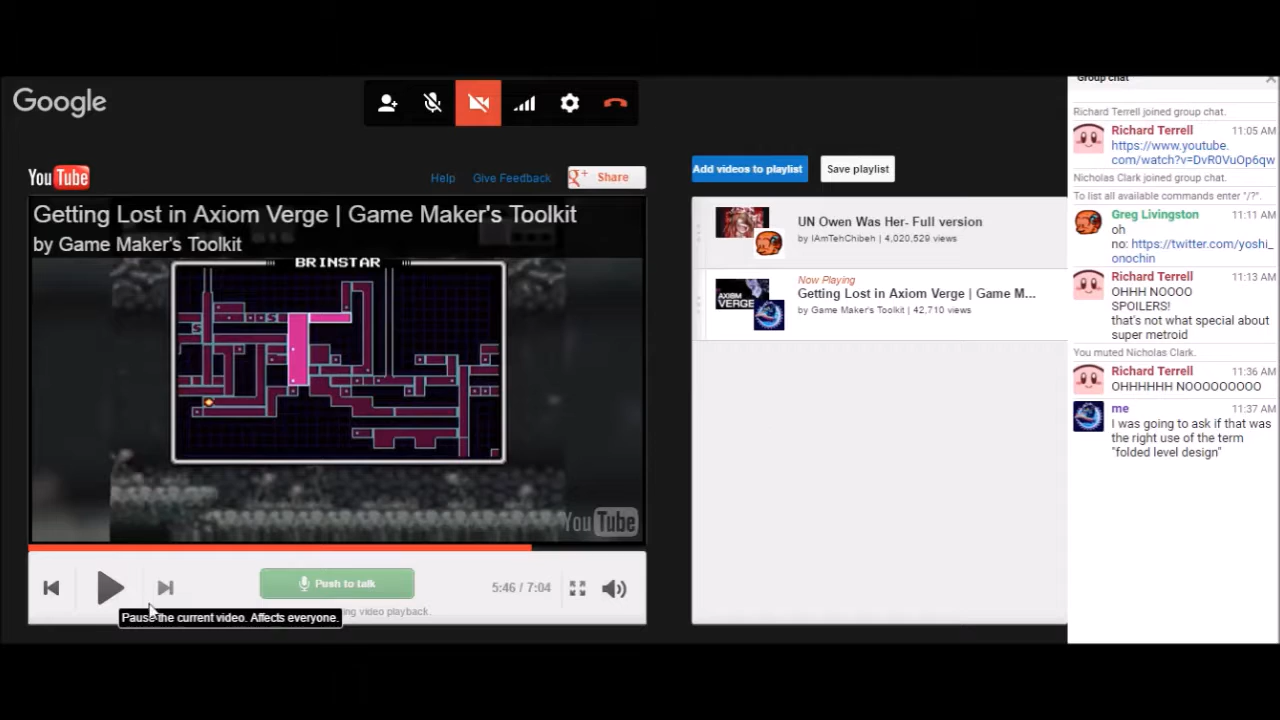 Google
You Tube
Help
Give Feedback
g+ Share
Getting Lost in Axiom Verge | Game Maker's Toolkit
by Game Maker's Toolkit
BRINSTAR
S
S
YouTube
Push to talk
5:46 / 7:04
ng video playback.
Pause the current video. Affects everyone.
Add videos to playlist
Save playlist
UN Owen Was Her- Full version
by IAmTehChibeh | 4,020,529 views
Now Playing
AXIOM
VERGE
Getting Lost in Axiom Verge | Game M...
by Game Maker's Toolkit | 42,710 views
Group chat
Richard Terrell joined group chat.
Richard Terrell 11:05 AM
https://www.youtube.
com/watch?v=DvR0VuOp6qw
Nicholas Clark joined group chat.
To list all available commands enter "/?".
Greg Livingston 11:11 AM
oh
no: https://twitter.com/yoshi_
onochin
Richard Terrell 11:13 AM
OHHH NOOOO
SPOILERS!
that's not what special about
super metroid
You muted Nicholas Clark.
Richard Terrell 11:36 AM
OHHHHHH NOOOOOOOOO
me 11:37 AM
I was going to ask if that was
the right use of the term
"folded level design"